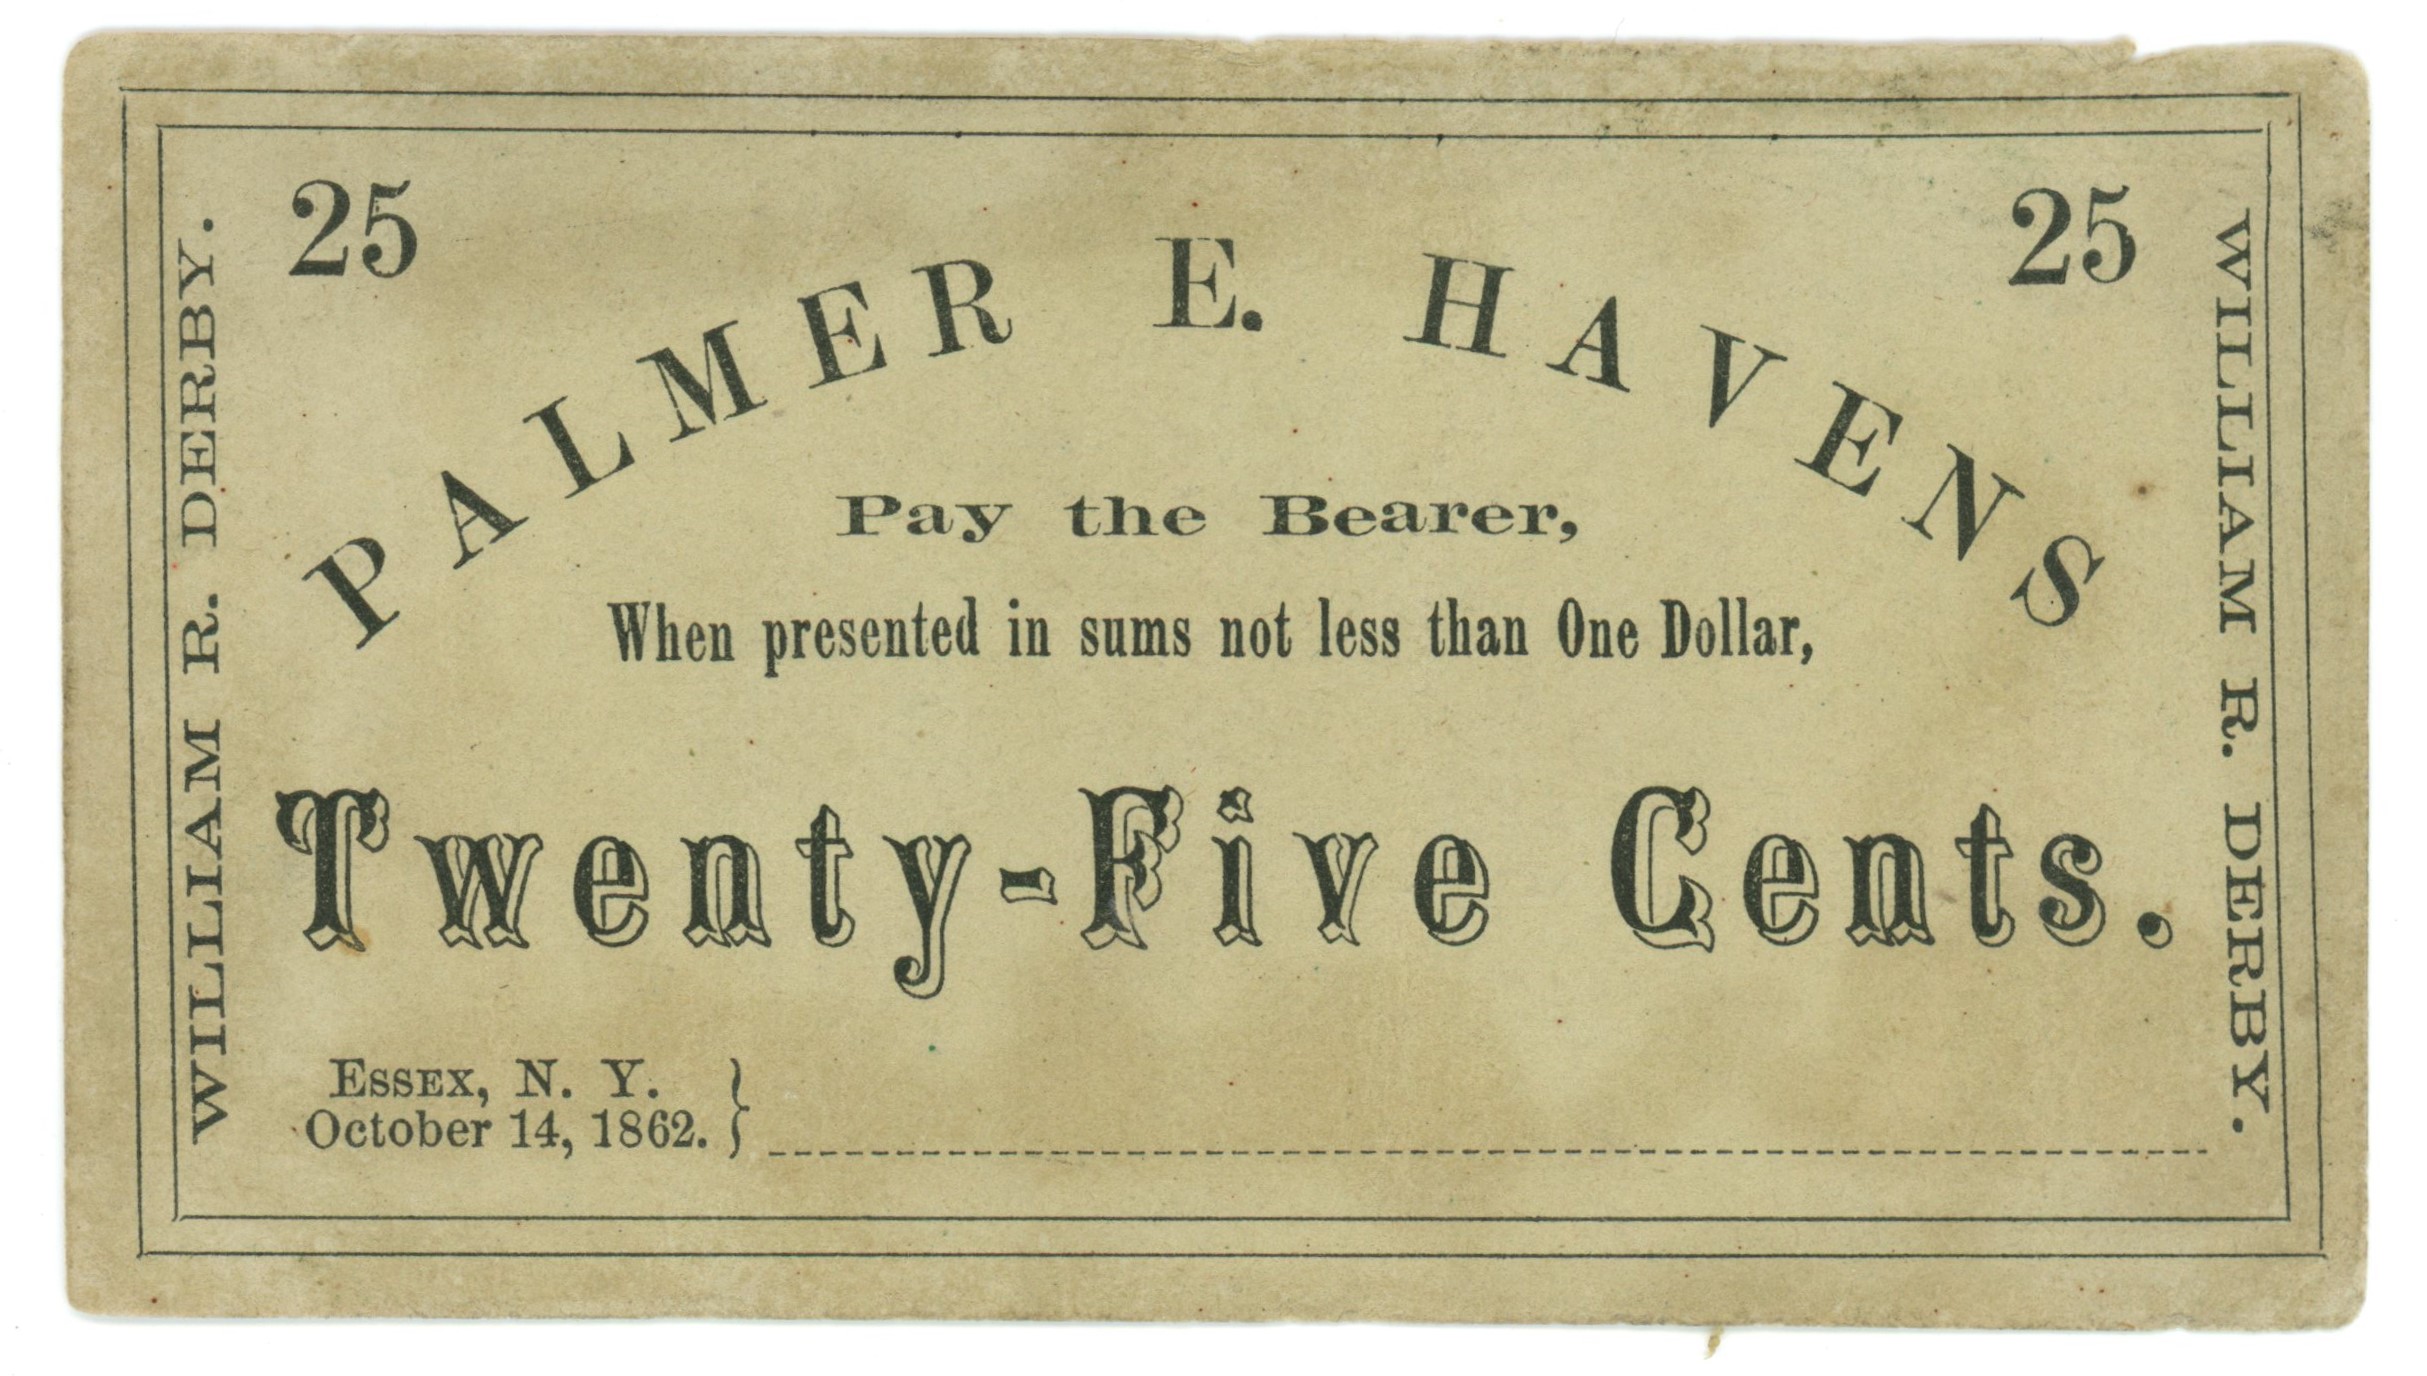 25
25
PALMER E. HAVENS
Pay the Bearer,
When presented in sums not less than One Dollar,
Twenty-Five Cents.
ESSEX, N. Y.
October 14, 1862.}
WILLIAM R. DERBY.
WILLIAM R. DERBY.